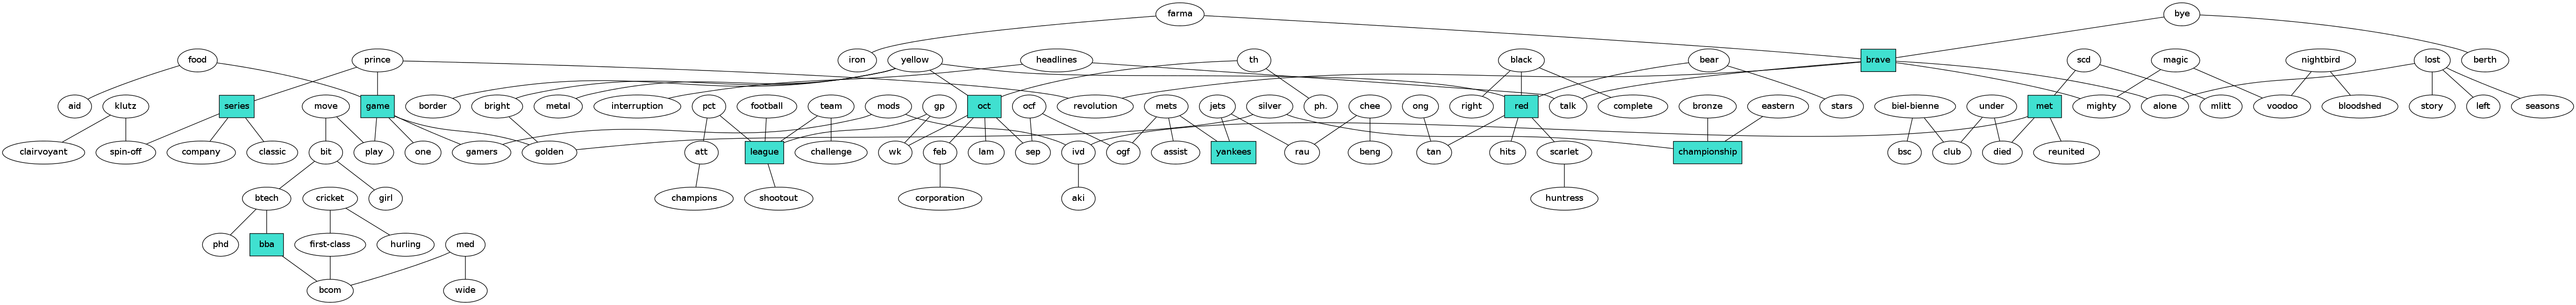 farma bye
food prince iron yellow headlines th black bear brave scd magic nightbird lost berth
aid klutz series move game border bright metal interruption pct football team mods gp oct ocf revolution mets jets silver ph. chee ong right red talk complete bronze eastern stars biel-bienne under met mighty alone mlitt voodoo bloodshed story left seasons
clairvoyant spin-off company classic bit play one gamers golden att league challenge wk feb lam sep ivd ogf assist yankees rau beng tan hits scarlet championship bsc club died reunited
btech cricket girl champions shootout corporation aki huntress
phd bba first-class hurling med
bcom wide